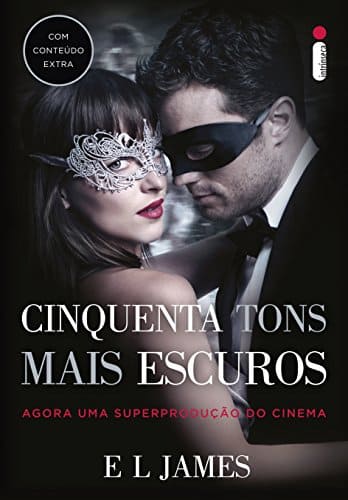 COM
CONTEÚDO
EXTRA
intrínseca
CINQUENTA TONS
MAIS ESCUROS
AGORA UMA SUPERPRODUÇÃO DO CINEMA
E L JAMES